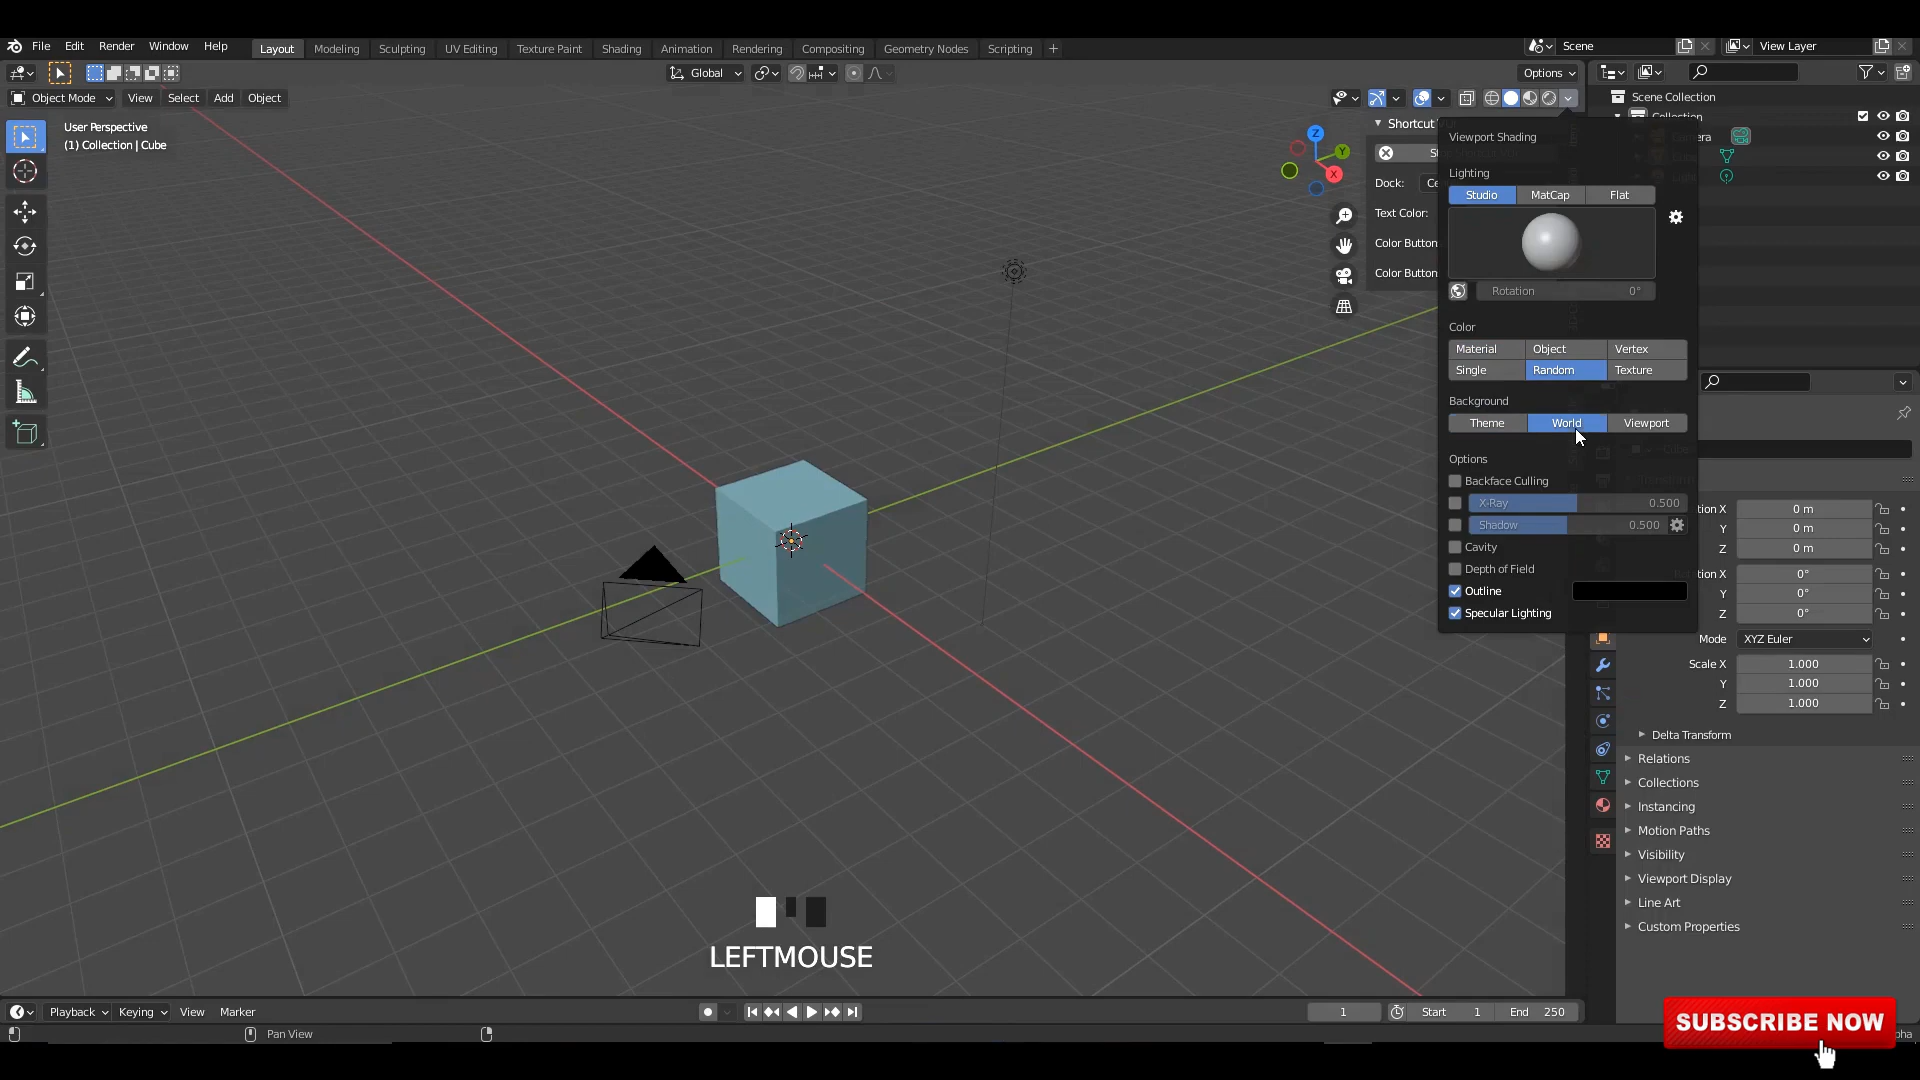 File Edit Render Window Help Layout Modeling Sculpting UV Editing Texture Paint Shading Animation Rendering Compositing Geometry Nodes Scripting + Scene View Layer
Global Options
Object Mode View Select Add Object
Scene Collection
Collection
User Perspective
(1) Collection | Cube
Shortcut
Viewport Shading
Lighting
Studio MatCap Flat
Dock:
Text Color:
Color Button
Color Button
Z
Y
X
Rotation 0°
Color
Material Object Vertex
Single Random Texture
Background
Theme World Viewport
Options
Backface Culling
X-Ray 0.500
Shadow 0.500
Cavity
Depth of Field
Outline
Specular Lighting
0 m
Y 0 m
Z 0 m
X 0°
Y 0°
Z 0°
Mode XYZ Euler
Scale X 1.000
Y 1.000
Z 1.000
Delta Transform
Relations
Collections
Instancing
Motion Paths
Visibility
Viewport Display
Line Art
Custom Properties
LEFTMOUSE
Playback Keying View Marker 1 Start 1 End 250
Pan View
SUBSCRIBE NOW